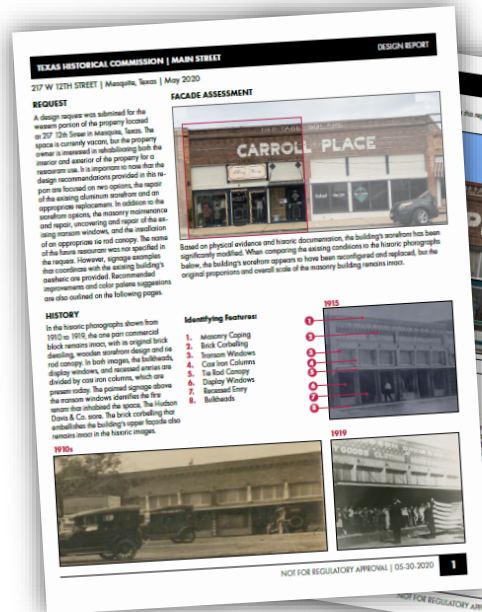 TEXAS HISTORICAL COMMISSION | MAIN STREET
DESIGN REPORT
217 W 12TH STREET | Mesquite, Texas | May 2020
REQUEST
A design request was submitted for the
western portion of the property located
at 217 12th Street in Mesquite, Texas. The
space is currently vacant, but the property
owner is interested in rehabilitating both the
interior and exterior of the property for a
restaurant use. It is important to note that the
design recommendations provided in this re-
port are focused on two options, the repair
of the existing aluminum storefront and an
appropriate replacement. In addition to the
storefront options, the masonry maintenance
and repair, uncovering and repair of the ex-
isting transom windows, and the installation
of an appropriate tie rod canopy. The name
of the future restaurant was not specified in
the request. However, signage examples
that coordinate with the existing building's
aesthetic are provided. Recommended
improvements and color palette suggestions
are also outlined on the following pages.
FACADE ASSESSMENT
CARROLL PLACE
Based on physical evidence and historic documentation, the building's storefront has been
significantly modified. When comparing the existing conditions to the historic photographs
below, the building's storefront appears to have been reconfigured and replaced, but the
original proportions and overall scale of the masonry building remains intact.
HISTORY
In the historic photographs shown from
1910 to 1919, the one part commercial
block remains intact, with its original brick
detailing, wooden storefront design and tie
rod canopy. In both images, the bulkheads,
display windows, and recessed entries are
divided by cast iron columns, which are
present today. The painted signage above
the transom windows identifies the first
tenant that inhabited the space, The Hudson
Davis & Co. store. The brick corbelling that
embellishes the building's upper façade also
remains intact in the historic images.
Identifying Features:
1. Masonry Coping
2. Brick Corbelling
3. Transom Windows
4. Cast Iron Columns
5. Tie Rod Canopy
6. Display Windows
7. Recessed Entry
8. Bulkheads
1915
1
2
3
4
5
6
7
8
1910s
1919
GOODS CLOTHING
NOT FOR REGULATORY APPROVAL | 05-30-2020
1
NOT FOR REGULATORY APP